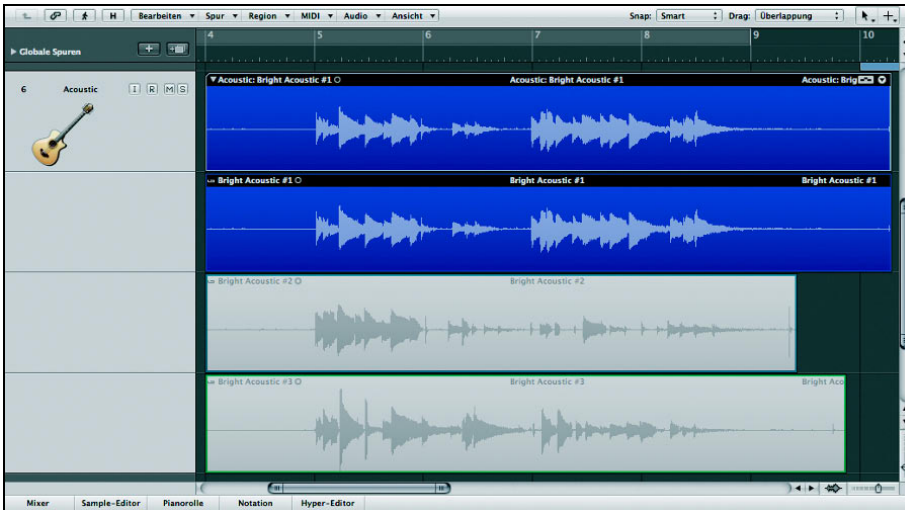 H Bearbeiten Spur Region MIDI Audio Ansicht Snap: Smart Drag: Überlappung
4 5 6 7 8 9 10
Globale Spuren
Acoustic: Bright Acoustic #1 Acoustic: Bright Acoustic #1 Acoustic: Brig
6 Acoustic I R M S
Bright Acoustic #1 Bright Acoustic #1 Bright Acoustic #1
Bright Acoustic #2 Bright Acoustic #2
Bright Acoustic #3 Bright Acoustic #3 Bright Aco
Mixer Sample-Editor Pianorolle Notation Hyper-Editor